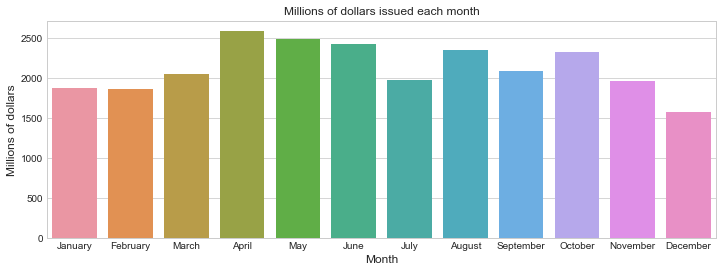 Millions of dollars issued each month
Millions of dollars
2500
2000
1500
1000
500
0
January February March April May June July August September October November December
Month